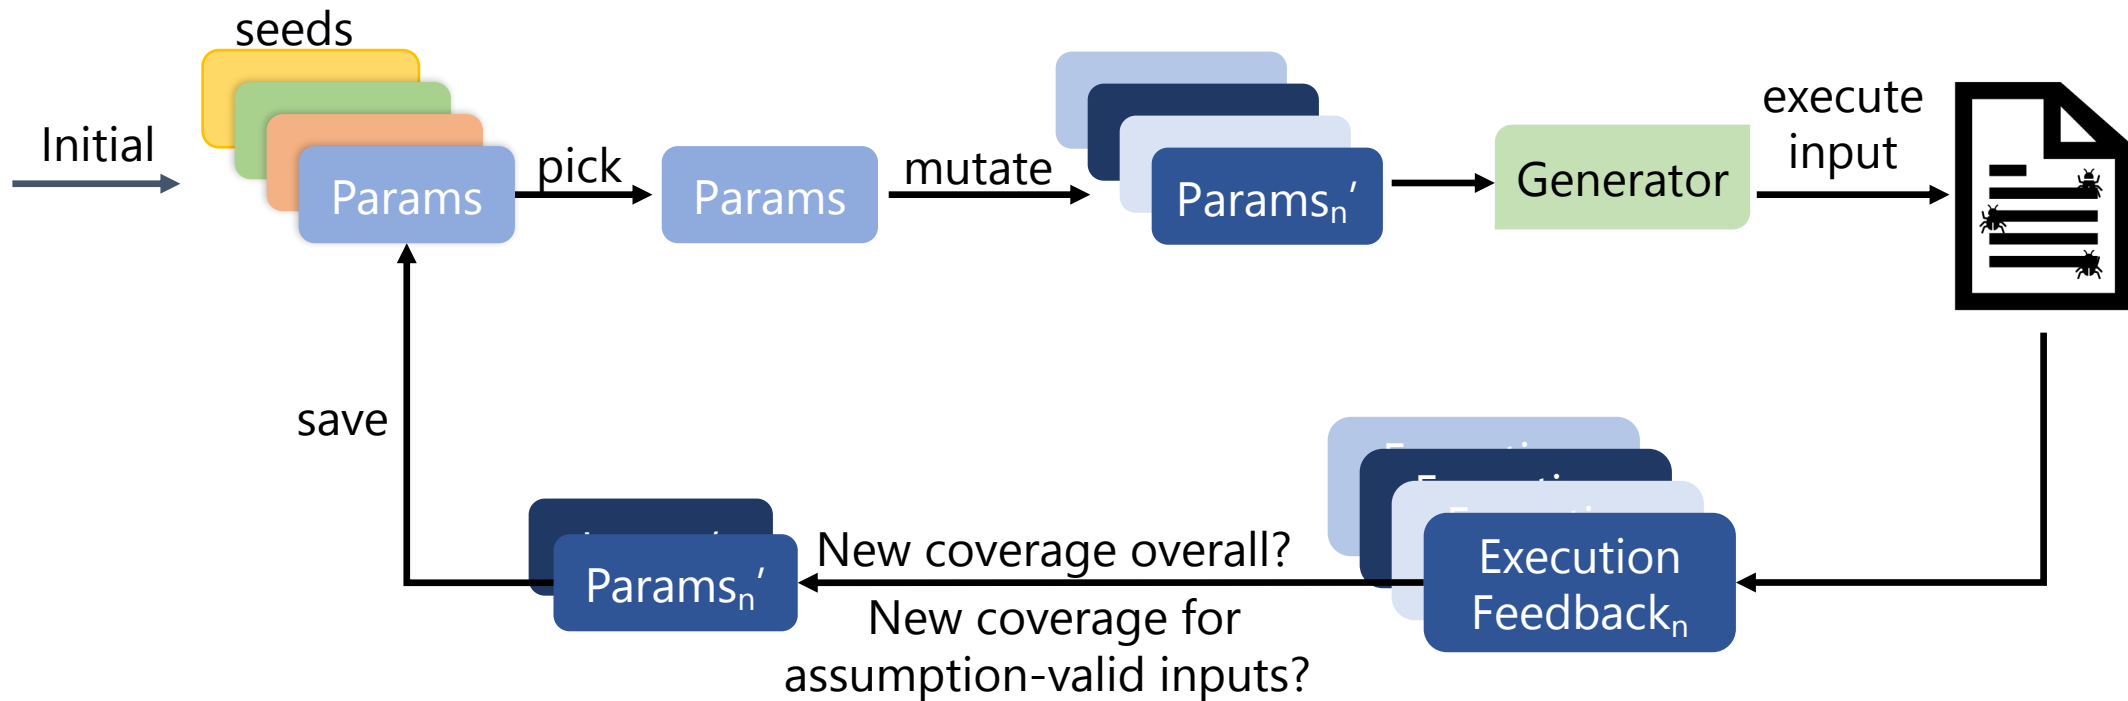 seeds
Initial
Params
pick
Params
mutate
Paramsₙ′
Generator
execute
input
save
Paramsₙ′
New coverage overall?
New coverage for
assumption-valid inputs?
Execution
Feedbackₙ